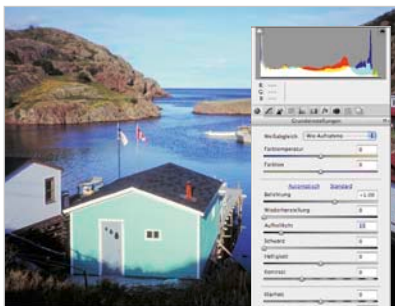 R: ---
G: ---
B: ---
Grundeinstellungen
Weißabgleich: Wie Aufnahme
Farbtemperatur 0
Farbton 0
Automatisch Standard
Belichtung +1,00
Wiederherstellung 0
Aufhelllicht 10
Schwarz 0
Helligkeit 0
Kontrast 0
Klarheit 0